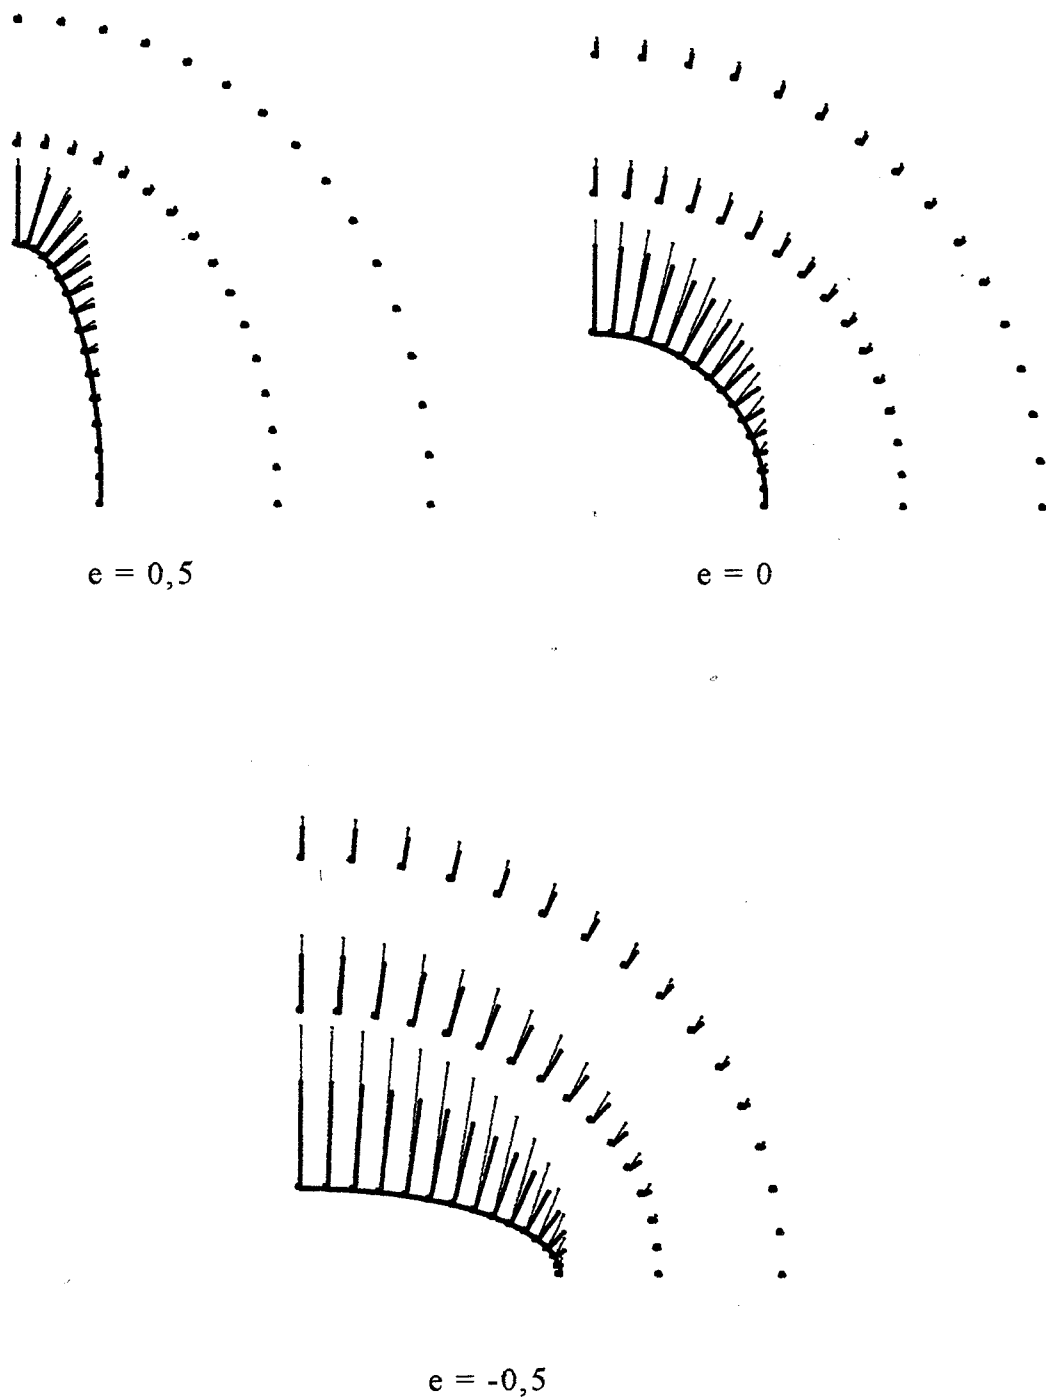 e = 0,5
e = 0
e = -0,5